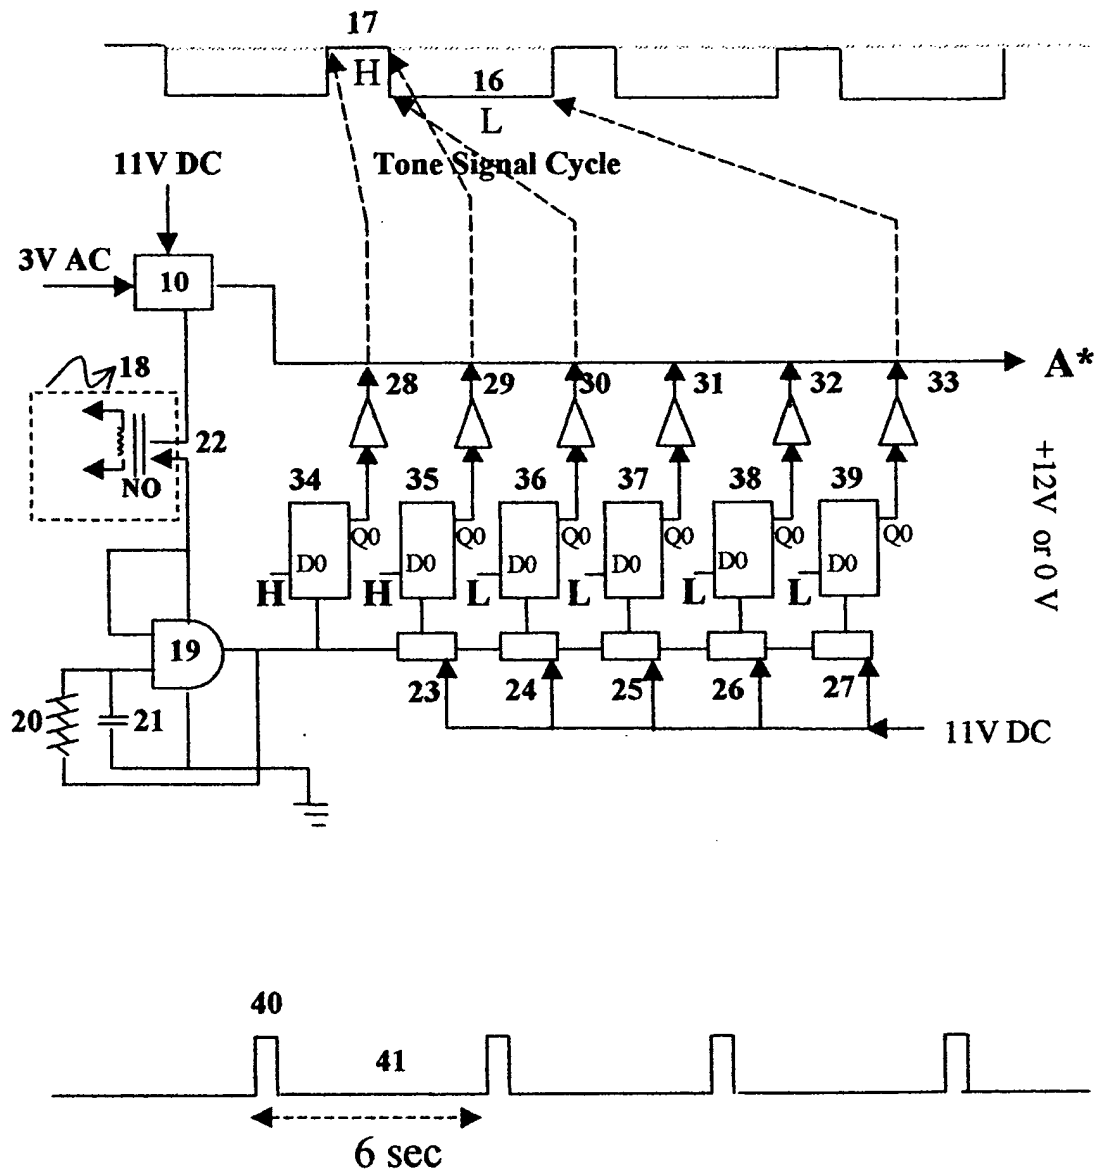 17
H
16
L
Tone Signal Cycle
11V DC
3V AC
10
A*
18
28
29
30
31
32
33
22
NO
+12V or 0 V
34
35
36
37
38
39
Q0
Q0
Q0
Q0
Q0
Q0
D0
D0
D0
D0
D0
D0
H
H
L
L
L
L
19
23
24
25
26
27
20
21
11V DC
40
41
6 sec